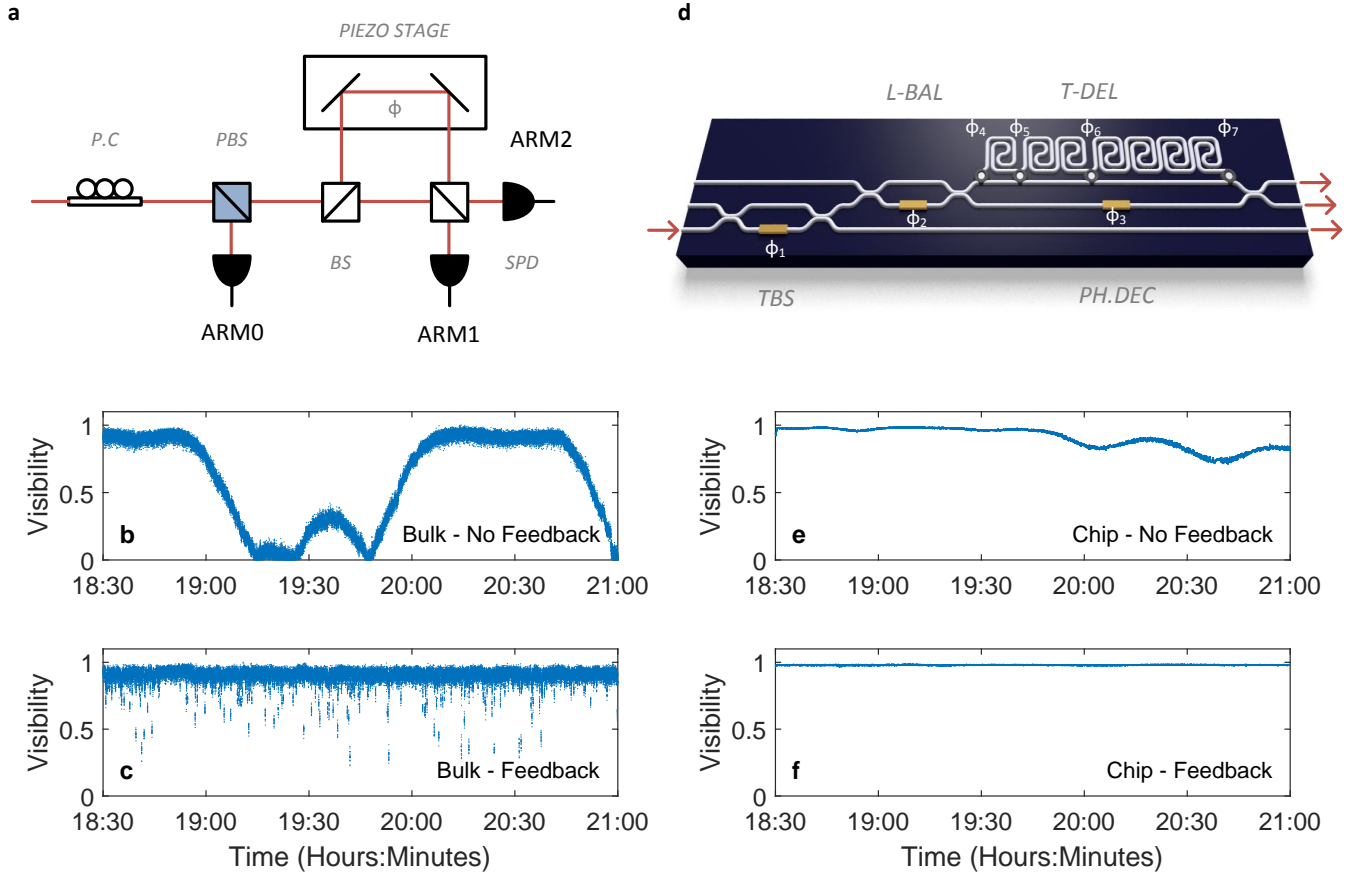 a
PIEZO STAGE
ϕ
P.C
PBS
ARM2
BS
SPD
ARM0
ARM1
d
L-BAL
T-DEL
ϕ4
ϕ5
ϕ6
ϕ7
ϕ2
ϕ3
ϕ1
TBS
PH.DEC
Visibility
1
0.5
0
b
Bulk - No Feedback
18:30 19:00 19:30 20:00 20:30 21:00
Visibility
1
0.5
0
c
Bulk - Feedback
18:30 19:00 19:30 20:00 20:30 21:00
Time (Hours:Minutes)
Visibility
1
0.5
0
e
Chip - No Feedback
18:30 19:00 19:30 20:00 20:30 21:00
Visibility
1
0.5
0
f
Chip - Feedback
18:30 19:00 19:30 20:00 20:30 21:00
Time (Hours:Minutes)